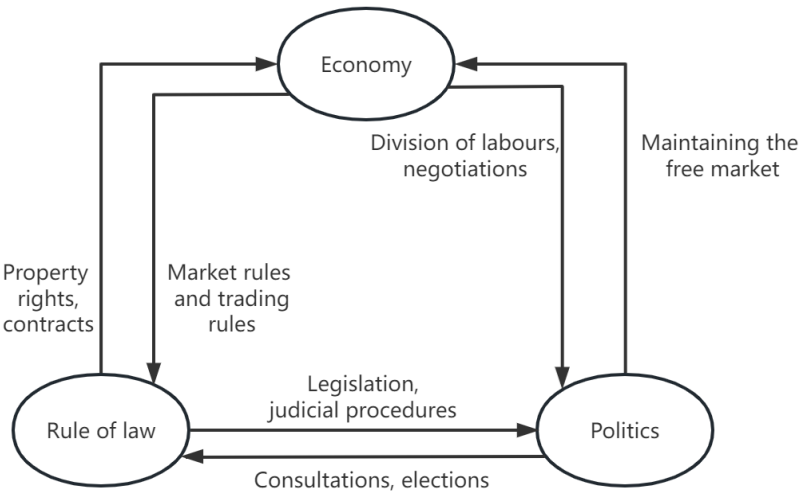 Economy
Division of labours,
negotiations
Maintaining the
free market
Property
rights,
contracts
Market rules
and trading
rules
Legislation,
judicial procedures
Rule of law
Politics
Consultations, elections